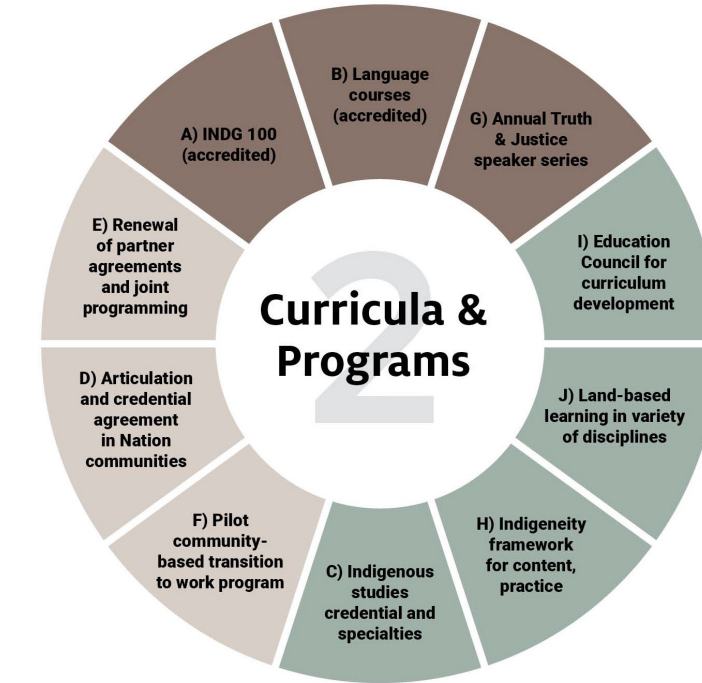 B) Language
courses
(accredited)
G) Annual Truth
& Justice
speaker series
I) Education
Council for
curriculum
development
J) Land-based
learning in variety
of disciplines
H) Indigeneity
framework
for content,
practice
C) Indigenous
studies
credential and
specialties
F) Pilot
community-
based transition
to work program
D) Articulation
and credential
agreement
in Nation
communities
E) Renewal
of partner
agreements
and joint
programming
A) INDG 100
(accredited)
2
Curricula &
Programs